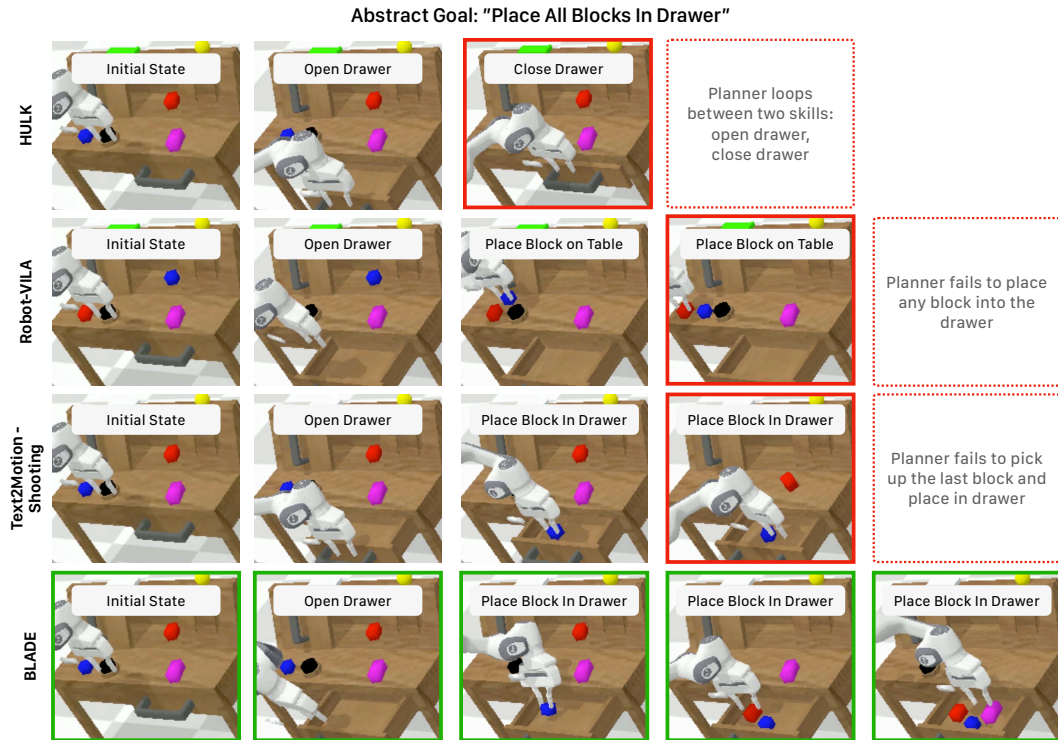 Abstract Goal: "Place All Blocks In Drawer"
HULK
Initial State
Open Drawer
Close Drawer
Planner loops
between two skills:
open drawer,
close drawer
Robot-VILA
Initial State
Open Drawer
Place Block on Table
Place Block on Table
Planner fails to place
any block into the
drawer
Text2Motion -
Shooting
Initial State
Open Drawer
Place Block In Drawer
Place Block In Drawer
Planner fails to pick
up the last block and
place in drawer
BLADE
Initial State
Open Drawer
Place Block In Drawer
Place Block In Drawer
Place Block In Drawer